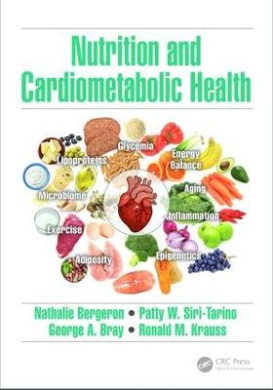 Nutrition and
Cardiometabolic Health
Glycemia
Lipoproteins
Energy
Balance
Microbiome
Aging
Exercise
Inflammation
Adiposity
Epigenetics
Nathalie Bergeron • Patty W. Siri-Tarino
George A. Bray • Ronald M. Krauss
CRC Press